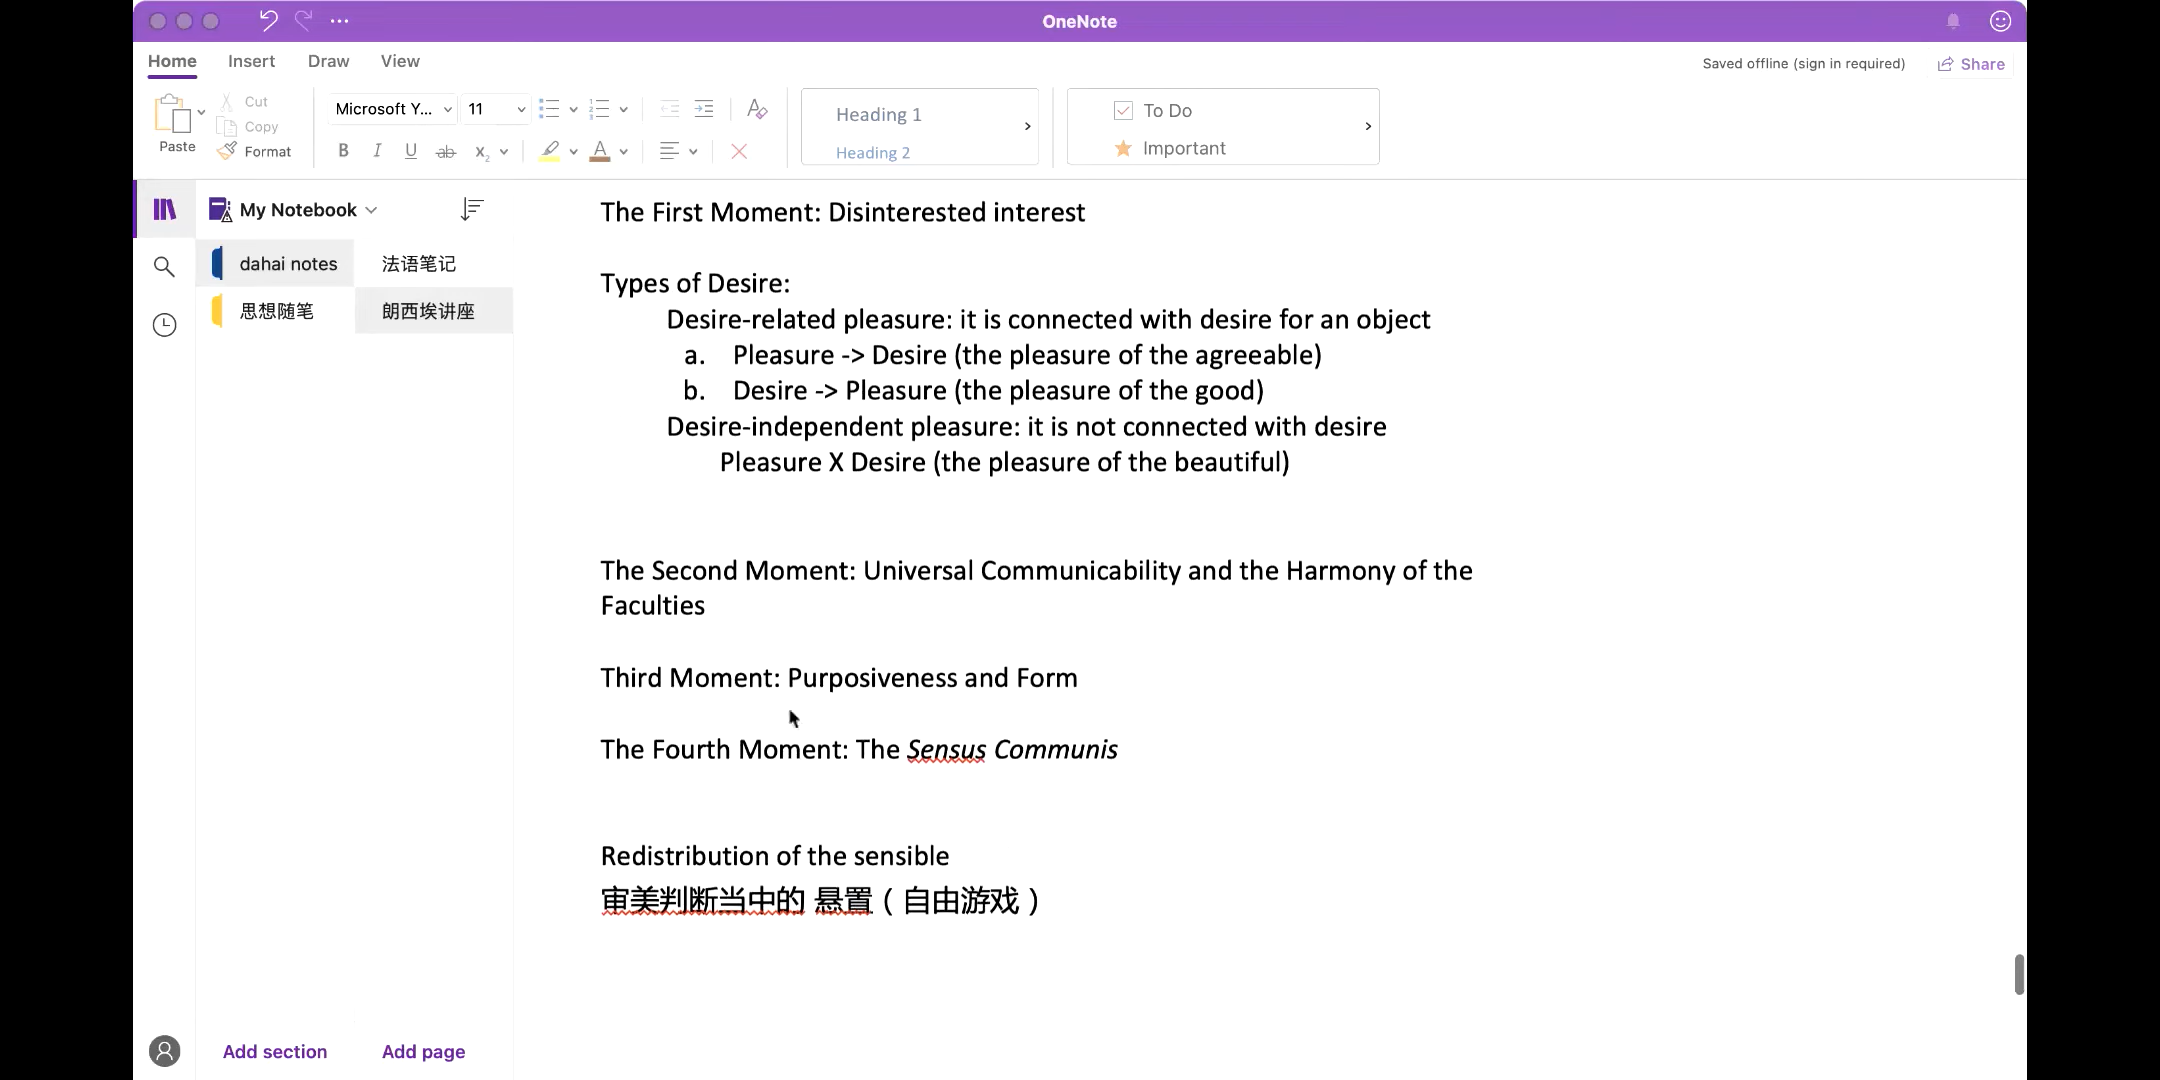 OneNote
Home Insert Draw View
Saved offline (sign in required) Share
Paste
Cut
Copy
Format
Microsoft Y... 11
B I U ab X₂ A
Heading 1
Heading 2
To Do
Important
My Notebook
dahai notes 法语笔记
思想随笔 朗西埃讲座
The First Moment: Disinterested interest
Types of Desire:
Desire-related pleasure: it is connected with desire for an object
a. Pleasure -> Desire (the pleasure of the agreeable)
b. Desire -> Pleasure (the pleasure of the good)
Desire-independent pleasure: it is not connected with desire
Pleasure X Desire (the pleasure of the beautiful)
The Second Moment: Universal Communicability and the Harmony of the
Faculties
Third Moment: Purposiveness and Form
The Fourth Moment: The Sensus Communis
Redistribution of the sensible
审美判断当中的 悬置（自由游戏）
Add section Add page